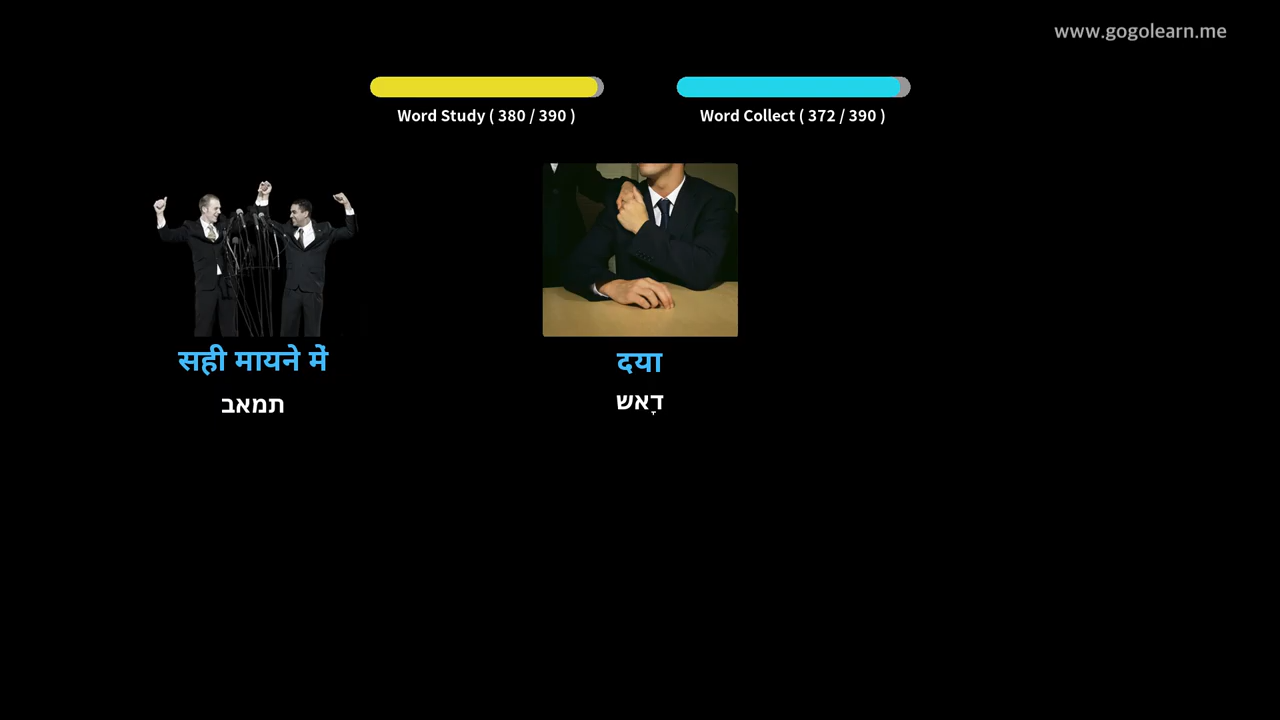 www.gogolearn.me
Word Study ( 380 / 390 )
Word Collect ( 372 / 390 )
सही मायने में
תמאב
दया
דָאש